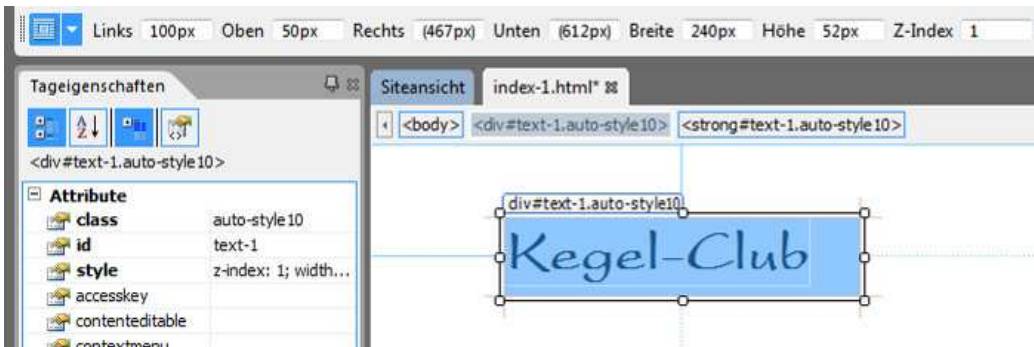 Links 100px Oben 50px Rechts (467px) Unten (612px) Breite 240px Höhe 52px Z-Index 1
Tageigenschaften
Siteansicht index-1.html*
<body> <div#text-1.auto-style10> <strong#text-1.auto-style10>
<div#text-1.auto-style10>
Attribute
class auto-style10
id text-1
style z-index: 1; width...
accesskey
contenteditable
contextmenu
div#text-1.auto-style10
Kegel-Club